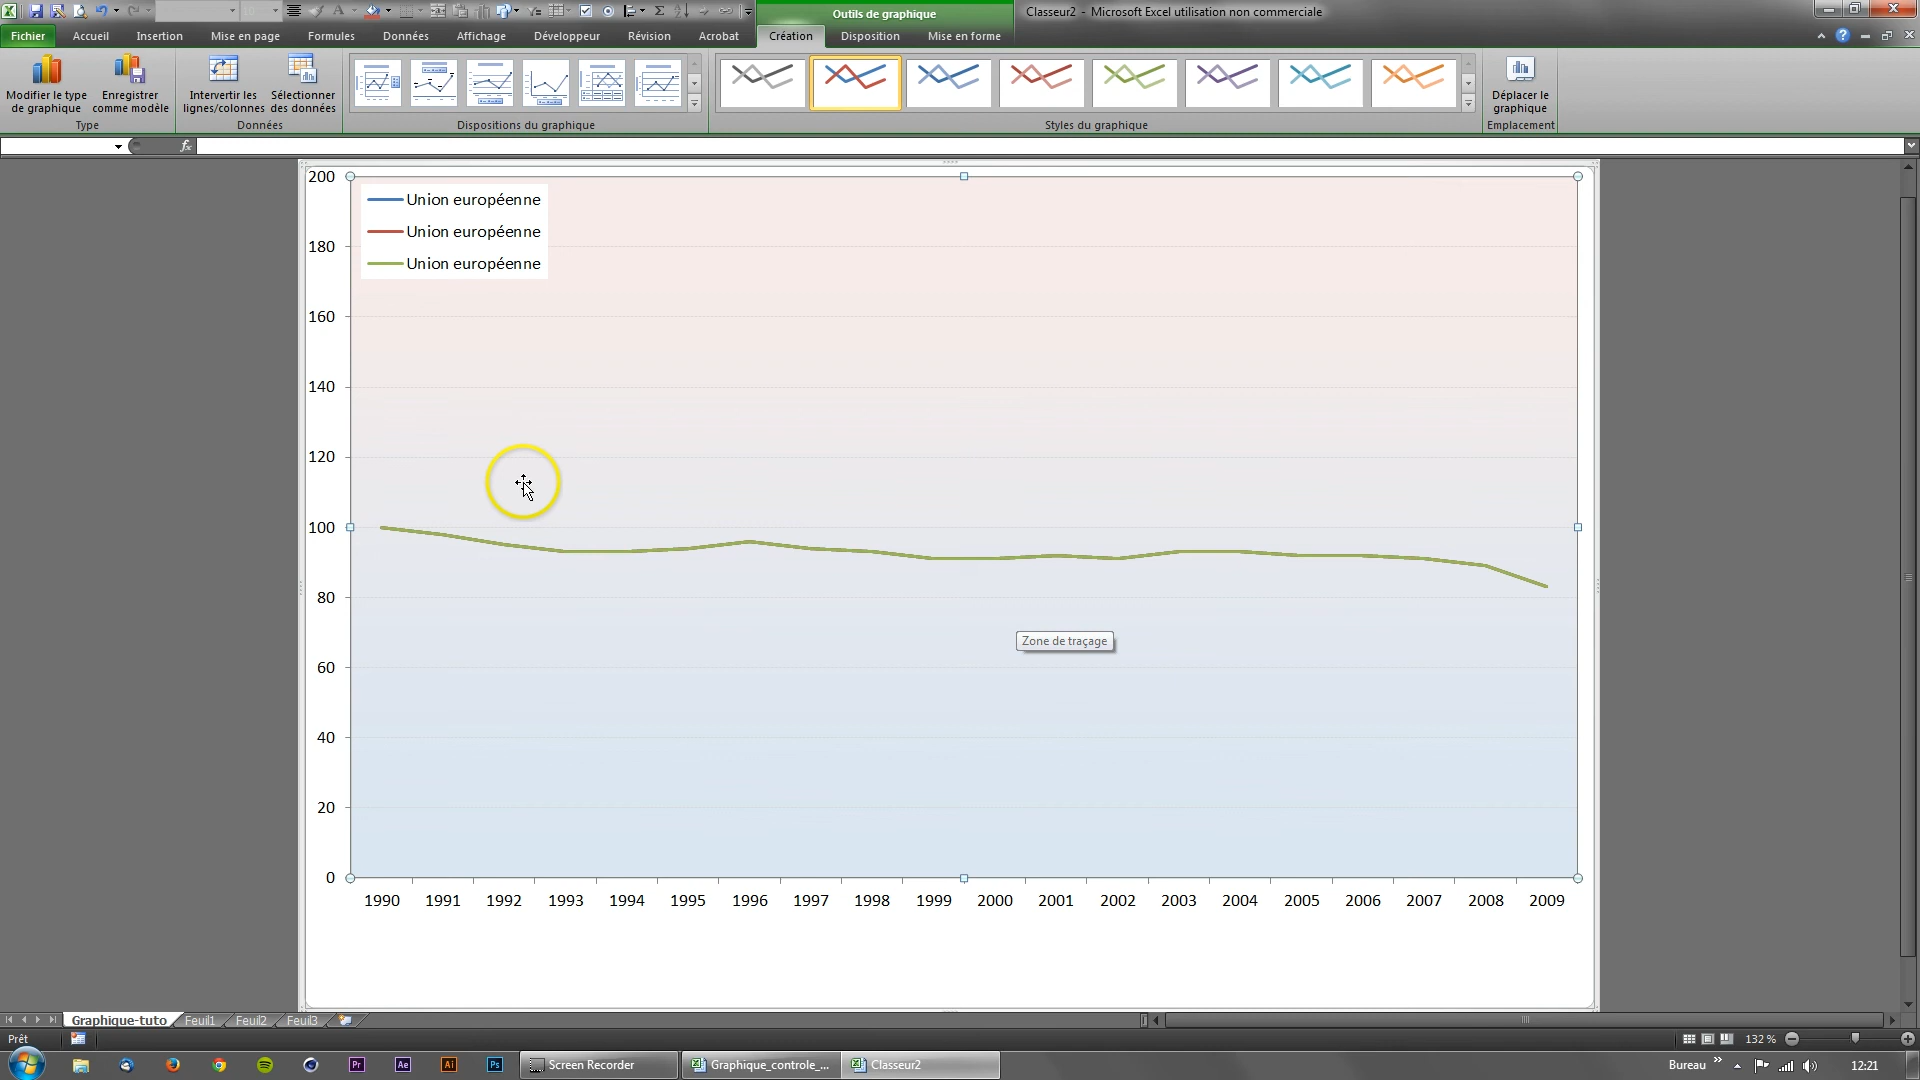 Outils de graphique
Classeur2 - Microsoft Excel utilisation non commerciale
Fichier Accueil Insertion Mise en page Formules Données Affichage Développeur Révision Acrobat Création Disposition Mise en forme
Modifier le type de graphique
Enregistrer comme modèle
Intervertir les lignes/colonnes
Sélectionner des données
Déplacer le graphique
Type
Données
Dispositions du graphique
Styles du graphique
Emplacement
fx
200
Union européenne
Union européenne
Union européenne
180
160
140
120
100
80
Zone de traçage
60
40
20
0
1990 1991 1992 1993 1994 1995 1996 1997 1998 1999 2000 2001 2002 2003 2004 2005 2006 2007 2008 2009
Graphique-tuto Feuil1 Feuil2 Feuil3
Prêt
132 %
Pr Ae Ai Ps
Screen Recorder
Graphique_controle_...
Classeur2
Bureau
12:21